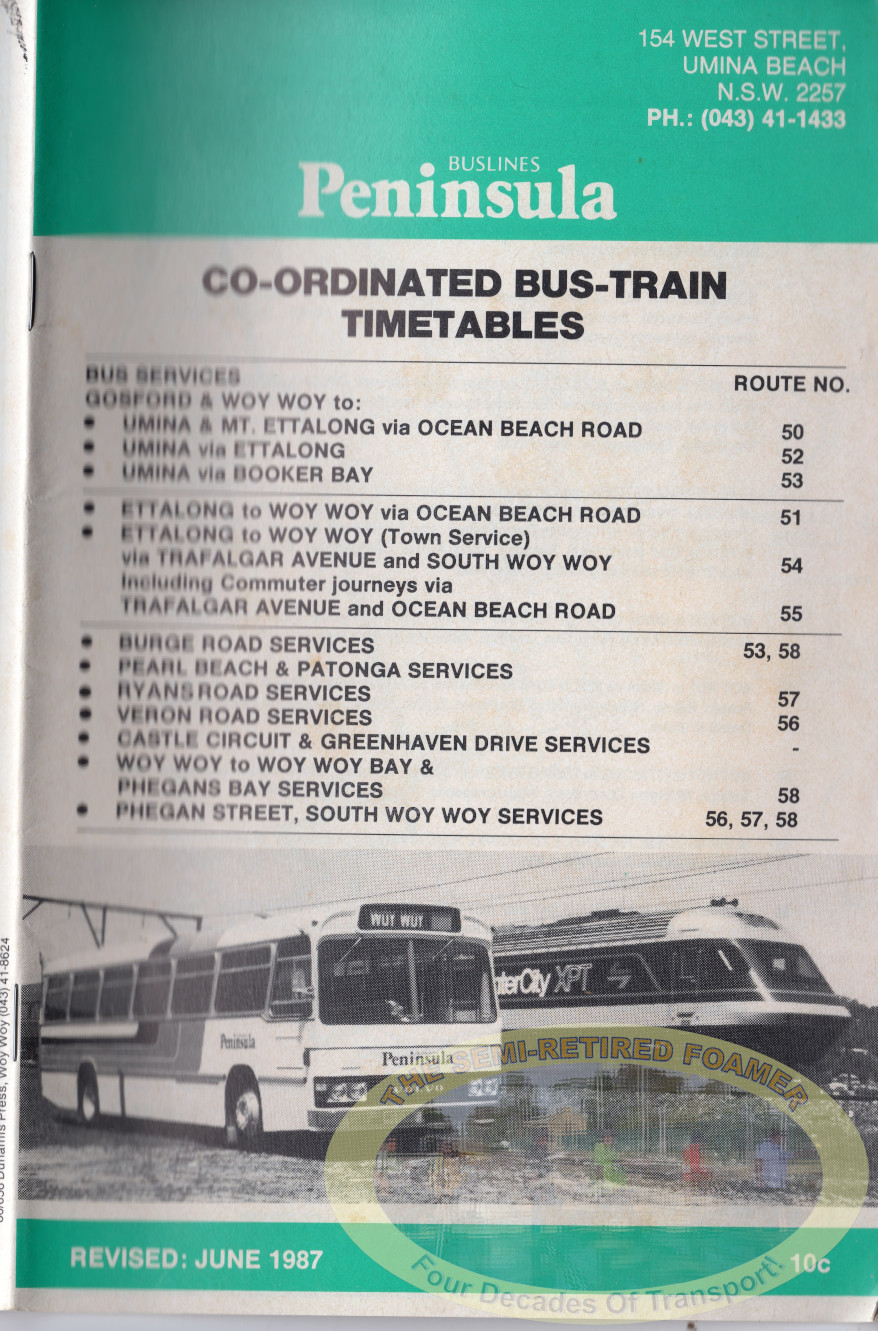 154 WEST STREET,
UMINA BEACH
N.S.W. 2257
PH.: (043) 41-1433
BUSLINES
Peninsula
CO-ORDINATED BUS-TRAIN
TIMETABLES
BUS SERVICES ROUTE NO.
GOSFORD & WOY WOY to:
• UMINA & MT. ETTALONG via OCEAN BEACH ROAD 50
• UMINA via ETTALONG 52
• UMINA via BOOKER BAY 53
• ETTALONG to WOY WOY via OCEAN BEACH ROAD 51
• ETTALONG to WOY WOY (Town Service)
via TRAFALGAR AVENUE and SOUTH WOY WOY 54
Including Commuter journeys via
TRAFALGAR AVENUE and OCEAN BEACH ROAD 55
• BURGE ROAD SERVICES 53, 58
• PEARL BEACH & PATONGA SERVICES
• RYANS ROAD SERVICES 57
• VERON ROAD SERVICES 56
• CASTLE CIRCUIT & GREENHAVEN DRIVE SERVICES -
• WOY WOY to WOY WOY BAY &
PHEGANS BAY SERVICES 58
• PHEGAN STREET, SOUTH WOY WOY SERVICES 56, 57, 58
WOY WOY
terCity XPT
Peninsula
Peninsula
VOLVO
THE SEMI-RETIRED FOAMER
Four Decades Of Transport!
REVISED: JUNE 1987 10c
Press, Woy Woy (043) 41-8624